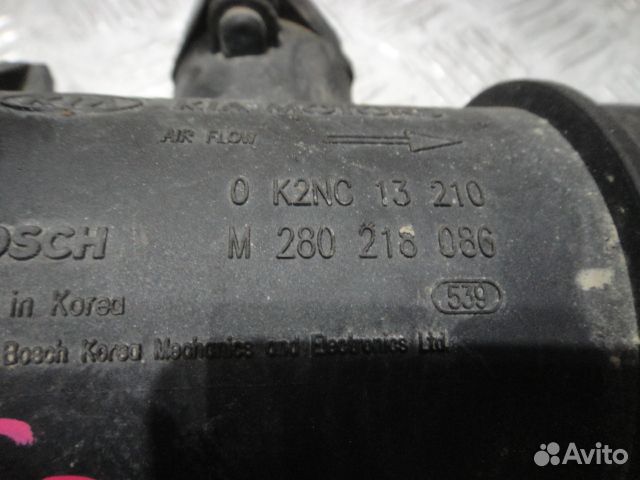 KIA KIA MOTORS
AIR FLOW
0 K2NC 13 210
BOSCH M 280 218 086
in Korea 539
Bosch Korea Mechanics and Electronics Ltd.
Avito